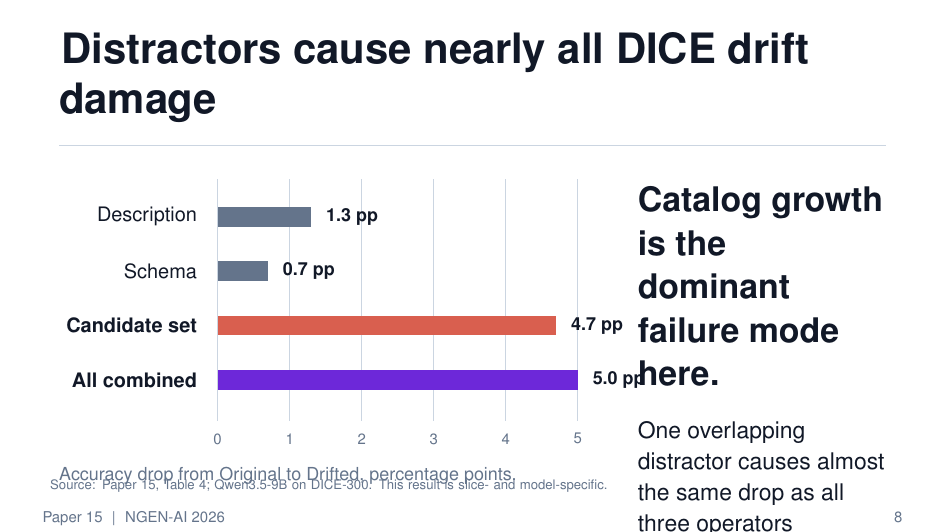 Distractors cause nearly all DICE drift
damage
Description
1.3 pp
Schema
0.7 pp
Candidate set
4.7 pp
All combined
5.0 pp
0 1 2 3 4 5
Accuracy drop from Original to Drifted, percentage points.
Source: Paper 15, Table 4; Qwen3.5-9B on DICE-300. This result is slice- and model-specific.
Catalog growth
is the
dominant
failure mode
here.
One overlapping
distractor causes almost
the same drop as all
three operators
Paper 15 | NGEN-AI 2026
8